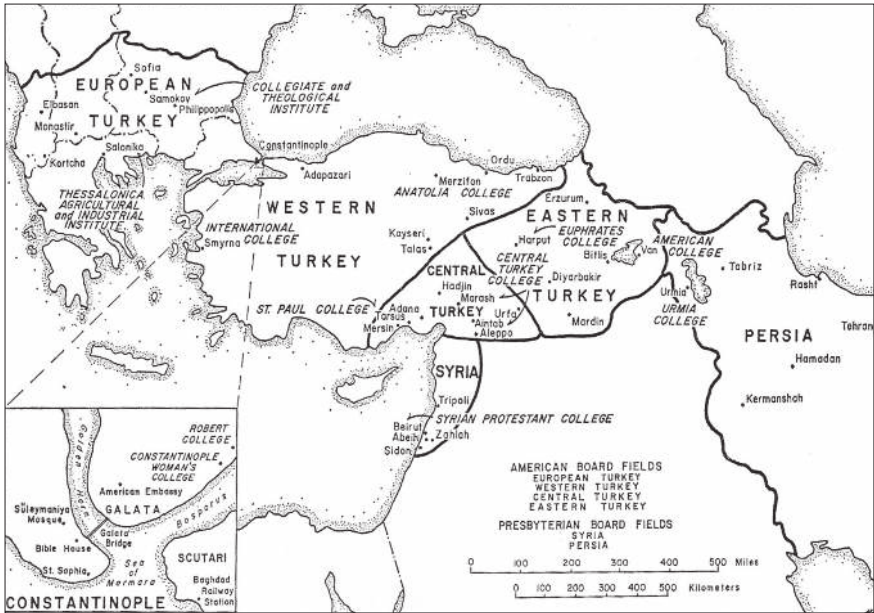 Sofia
EUROPEAN
COLLEGIATE and
THEOLOGICAL
INSTITUTE
Samokov
Philippopolis
Elbasan
TURKEY
Monastir
Salonika
Kortcha
Constantinople
Adapazari
THESSALONICA
AGRICULTURAL
and INDUSTRIAL
INSTITUTE
INTERNATIONAL
COLLEGE
Smyrna
WESTERN
TURKEY
Merzifon
ANATOLIA COLLEGE
Ordu
Trabzon
Sivas
Kayseri
Talas
ST. PAUL COLLEGE
Erzurum
EASTERN
EUPHRATES
COLLEGE
Harput
Bitlis
Van
AMERICAN
COLLEGE
Diyarbakir
TURKEY
Mardin
CENTRAL
TURKEY
COLLEGE
CENTRAL
Hadjin
Marash
TURKEY
Urfa
Aintab
Aleppo
Adana
Tarsus
Mersin
Tabriz
Urmia
URMIA
COLLEGE
Rasht
Tehran
PERSIA
Hamadan
Kermanshah
SYRIA
Tripoli
SYRIAN PROTESTANT COLLEGE
Beirut
Abeih
Zahlah
Sidon
AMERICAN BOARD FIELDS
EUROPEAN TURKEY
WESTERN TURKEY
CENTRAL TURKEY
EASTERN TURKEY
PRESBYTERIAN BOARD FIELDS
SYRIA
PERSIA
0 100 200 300 500 Miles
0 100 200 300 400 500 Kilometers
Golden Horn
ROBERT
COLLEGE
CONSTANTINOPLE
WOMAN'S
COLLEGE
American Embassy
GALATA
Bosporus
Süleymaniya
Mosque
Galata
Bridge
Bible House
St. Sophia
Sea
of
Marmara
SCUTARI
Baghdad
Railway
Station
CONSTANTINOPLE